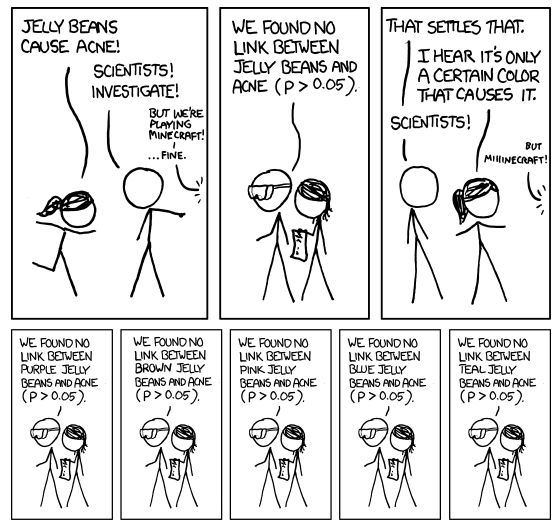 JELLY BEANS
CAUSE ACNE!
SCIENTISTS!
INVESTIGATE!
BUT WE'RE
PLAYING
MINECRAFT!
...FINE.
WE FOUND NO
LINK BETWEEN
JELLY BEANS AND
ACNE (P > 0.05).
THAT SETTLES THAT.
I HEAR IT'S ONLY
A CERTAIN COLOR
THAT CAUSES IT.
SCIENTISTS!
BUT
MIIINECRAFT!
WE FOUND NO
LINK BETWEEN
PURPLE JELLY
BEANS AND ACNE
(P > 0.05).
WE FOUND NO
LINK BETWEEN
BROWN JELLY
BEANS AND ACNE
(P > 0.05).
WE FOUND NO
LINK BETWEEN
PINK JELLY
BEANS AND ACNE
(P > 0.05).
WE FOUND NO
LINK BETWEEN
BLUE JELLY
BEANS AND ACNE
(P > 0.05).
WE FOUND NO
LINK BETWEEN
TEAL JELLY
BEANS AND ACNE
(P > 0.05).